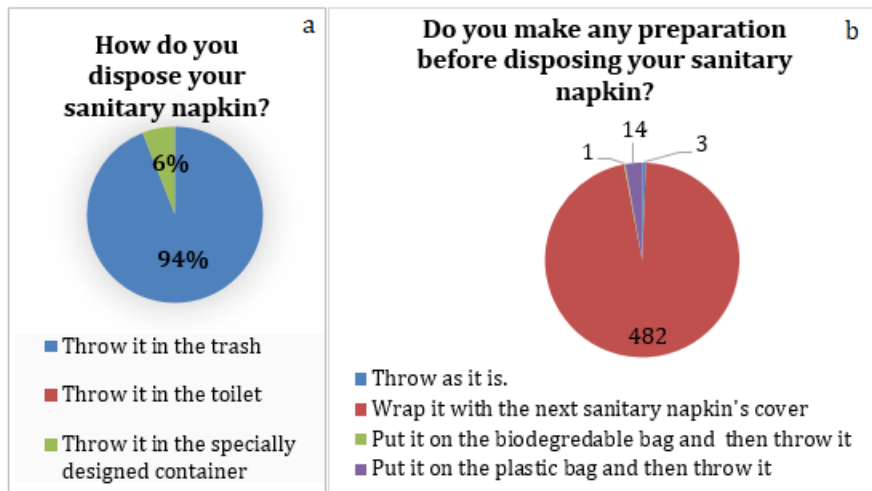 a
How do you
dispose your
sanitary napkin?
6%
94%
Throw it in the trash
Throw it in the toilet
Throw it in the specially
designed container
b
Do you make any preparation
before disposing your sanitary
napkin?
14
1
3
482
Throw as it is.
Wrap it with the next sanitary napkin's cover
Put it on the biodegredable bag and then throw it
Put it on the plastic bag and then throw it